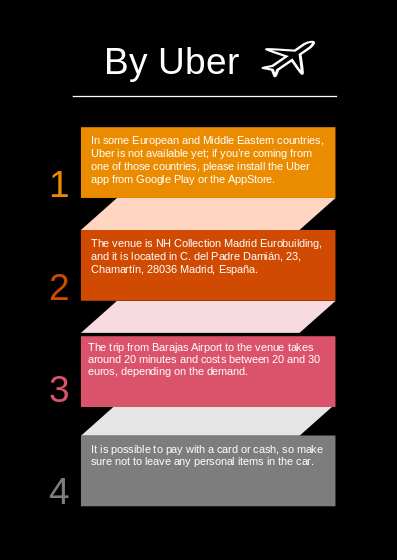 By Uber
1
In some European and Middle Eastern countries,
Uber is not available yet; if you're coming from
one of those countries, please install the Uber
app from Google Play or the AppStore.
2
The venue is NH Collection Madrid Eurobuilding,
and it is located in C. del Padre Damián, 23,
Chamartín, 28036 Madrid, España.
3
The trip from Barajas Airport to the venue takes
around 20 minutes and costs between 20 and 30
euros, depending on the demand.
4
It is possible to pay with a card or cash, so make
sure not to leave any personal items in the car.